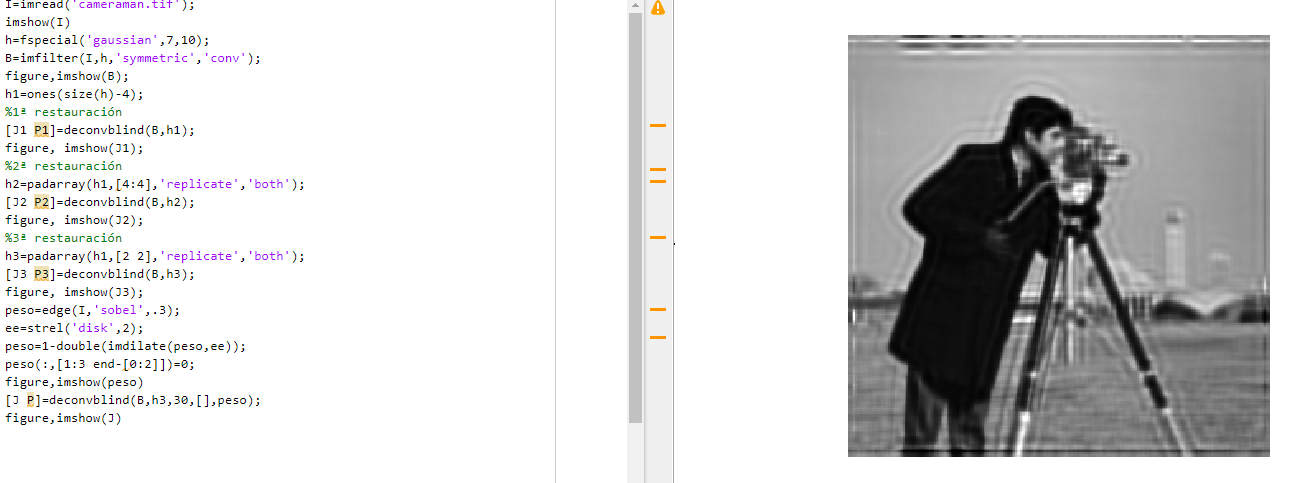 I=imread('cameraman.tif');
imshow(I)
h=fspecial('gaussian',7,10);
B=imfilter(I,h,'symmetric','conv');
figure,imshow(B);
h1=ones(size(h)-4);
%1ª restauración
[J1 P1]=deconvblind(B,h1);
figure, imshow(J1);
%2ª restauración
h2=padarray(h1,[4:4],'replicate','both');
[J2 P2]=deconvblind(B,h2);
figure, imshow(J2);
%3ª restauración
h3=padarray(h1,[2 2],'replicate','both');
[J3 P3]=deconvblind(B,h3);
figure, imshow(J3);
peso=edge(I,'sobel',.3);
ee=strel('disk',2);
peso=1-double(imdilate(peso,ee));
peso(:,[1:3 end-[0:2]])=0;
figure,imshow(peso)
[J P]=deconvblind(B,h3,30,[],peso);
figure,imshow(J)